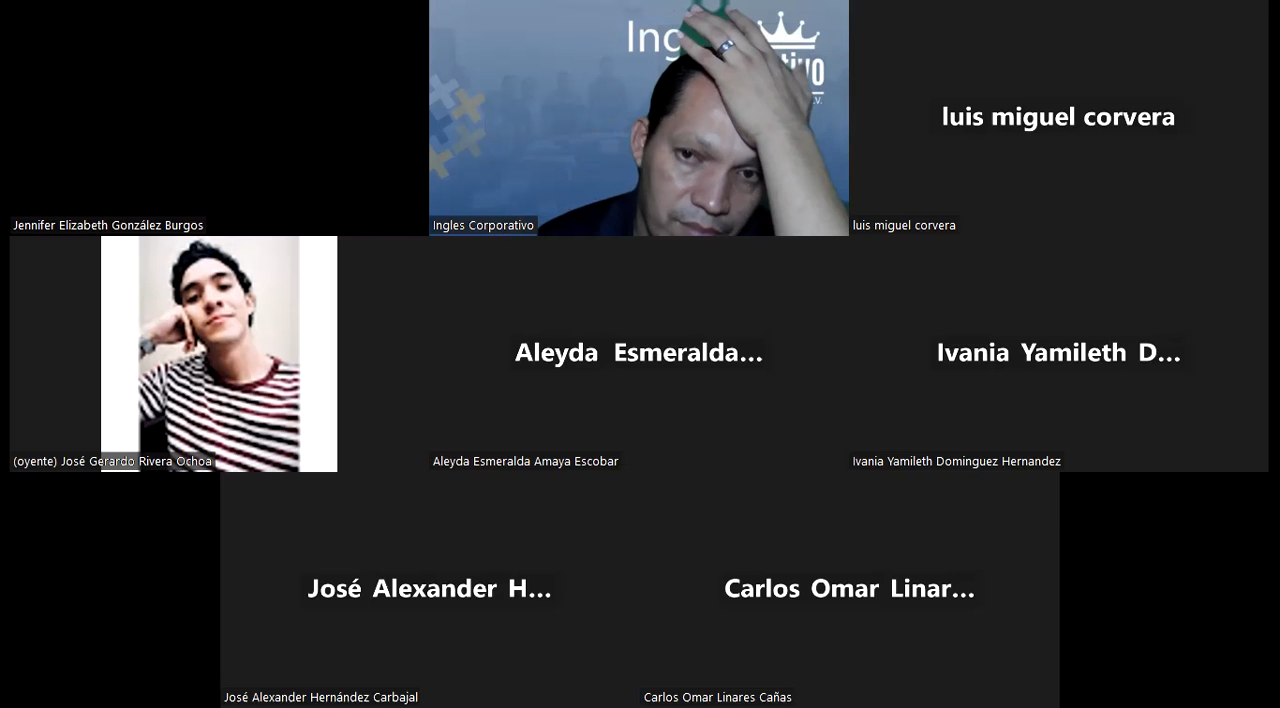 Ing
tivo
.V.
luis miguel corvera
Jennifer Elizabeth González Burgos
Ingles Corporativo
luis miguel corvera
Aleyda Esmeralda...
Ivania Yamileth D...
(oyente) José Gerardo Rivera Ochoa
Aleyda Esmeralda Amaya Escobar
Ivania Yamileth Dominguez Hernandez
José Alexander H...
Carlos Omar Linar...
José Alexander Hernández Carbajal
Carlos Omar Linares Cañas